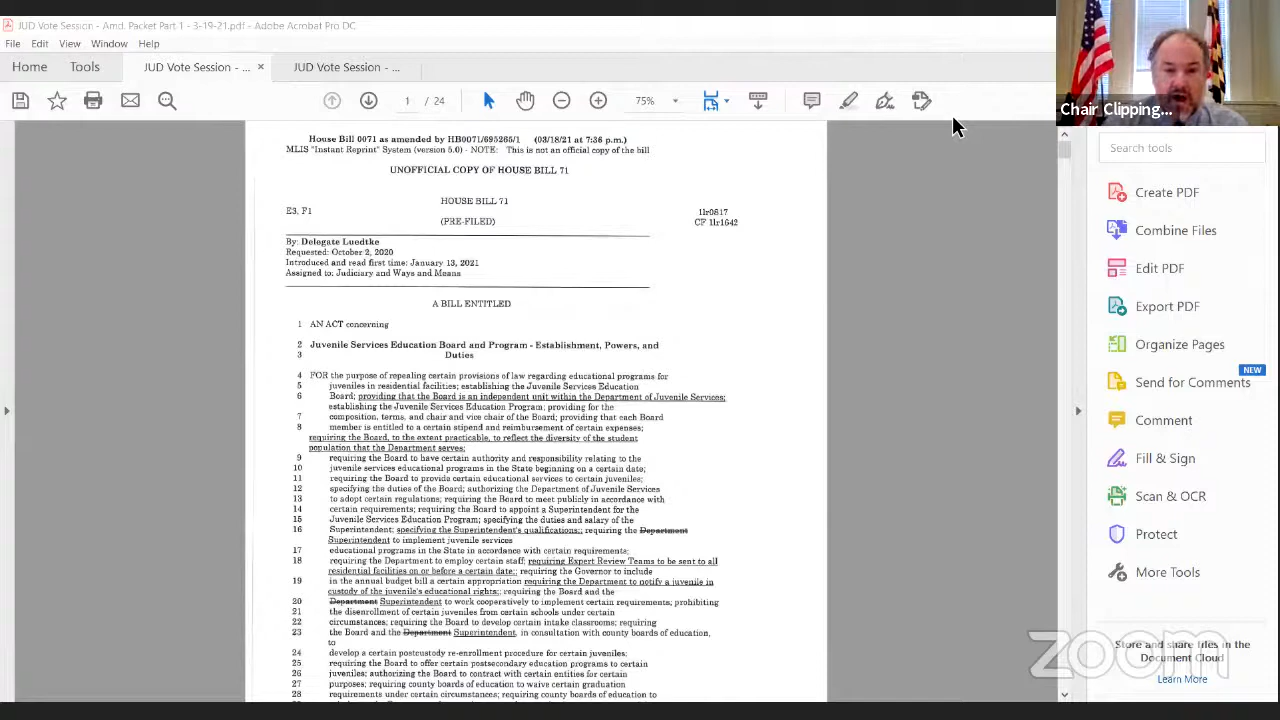 JUD Vote Session - Amd. Packet Part 1 - 3-19-21.pdf - Adobe Acrobat Pro DC
File Edit View Window Help
Home Tools JUD Vote Session - ... × JUD Vote Session - ...
1 / 24 75%
Chair Clipping...
House Bill 0071 as amended by HB0071/695265/1 (03/18/21 at 7:36 p.m.)
MLIS "Instant Reprint" System (version 5.0) - NOTE: This is not an official copy of the bill
UNOFFICIAL COPY OF HOUSE BILL 71
HOUSE BILL 71
E3, F1 1lr0817
(PRE-FILED) CF 1lr1642
By: Delegate Luedtke
Requested: October 2, 2020
Introduced and read first time: January 13, 2021
Assigned to: Judiciary and Ways and Means
A BILL ENTITLED
1 AN ACT concerning
2 Juvenile Services Education Board and Program - Establishment, Powers, and
3 Duties
4 FOR the purpose of repealing certain provisions of law regarding educational programs for
5 juveniles in residential facilities; establishing the Juvenile Services Education
6 Board; providing that the Board is an independent unit within the Department of Juvenile Services;
establishing the Juvenile Services Education Program; providing for the
7 composition, terms, and chair and vice chair of the Board; providing that each Board
8 member is entitled to a certain stipend and reimbursement of certain expenses;
requiring the Board, to the extent practicable, to reflect the diversity of the student
population that the Department serves;
9 requiring the Board to have certain authority and responsibility relating to the
10 juvenile services educational programs in the State beginning on a certain date;
11 requiring the Board to provide certain educational services to certain juveniles;
12 specifying the duties of the Board; authorizing the Department of Juvenile Services
13 to adopt certain regulations; requiring the Board to meet publicly in accordance with
14 certain requirements; requiring the Board to appoint a Superintendent for the
15 Juvenile Services Education Program; specifying the duties and salary of the
16 Superintendent; specifying the Superintendent's qualifications;; requiring the Department
Superintendent to implement juvenile services
17 educational programs in the State in accordance with certain requirements;
18 requiring the Department to employ certain staff; requiring Expert Review Teams to be sent to all
residential facilities on or before a certain date;; requiring the Governor to include
19 in the annual budget bill a certain appropriation requiring the Department to notify a juvenile in
custody of the juvenile's educational rights;; requiring the Board and the
20 Department Superintendent to work cooperatively to implement certain requirements; prohibiting
21 the disenrollment of certain juveniles from certain schools under certain
22 circumstances; requiring the Board to develop certain intake classrooms; requiring
23 the Board and the Department Superintendent, in consultation with county boards of education,
to
24 develop a certain postcustody re-enrollment procedure for certain juveniles;
25 requiring the Board to offer certain postsecondary education programs to certain
26 juveniles; authorizing the Board to contract with certain entities for certain
27 purposes; requiring county boards of education to waive certain graduation
28 requirements under certain circumstances; requiring county boards of education to
Search tools
Create PDF
Combine Files
Edit PDF
Export PDF
Organize Pages
NEW
Send for Comments
Comment
Fill & Sign
Scan & OCR
Protect
More Tools
Store and share files in the
Document Cloud
Learn More
zoom